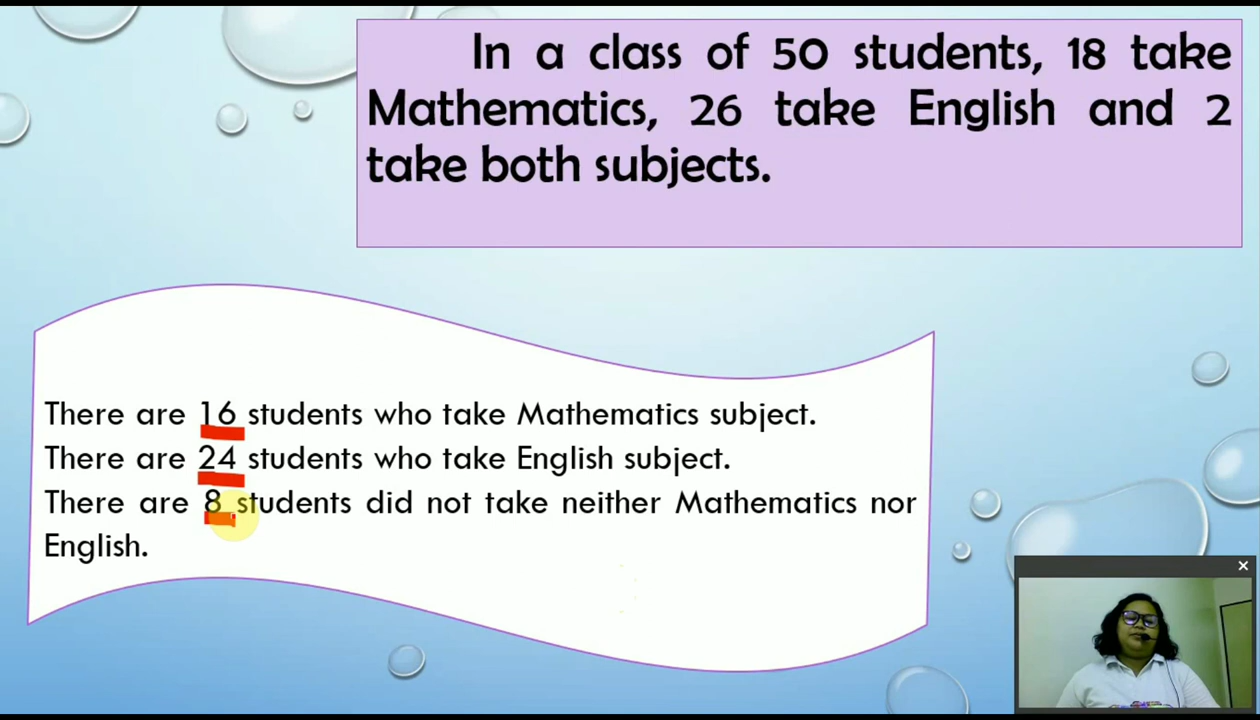 In a class of 50 students, 18 take
Mathematics, 26 take English and 2
take both subjects.
There are 16 students who take Mathematics subject.
There are 24 students who take English subject.
There are 8 students did not take neither Mathematics nor
English.